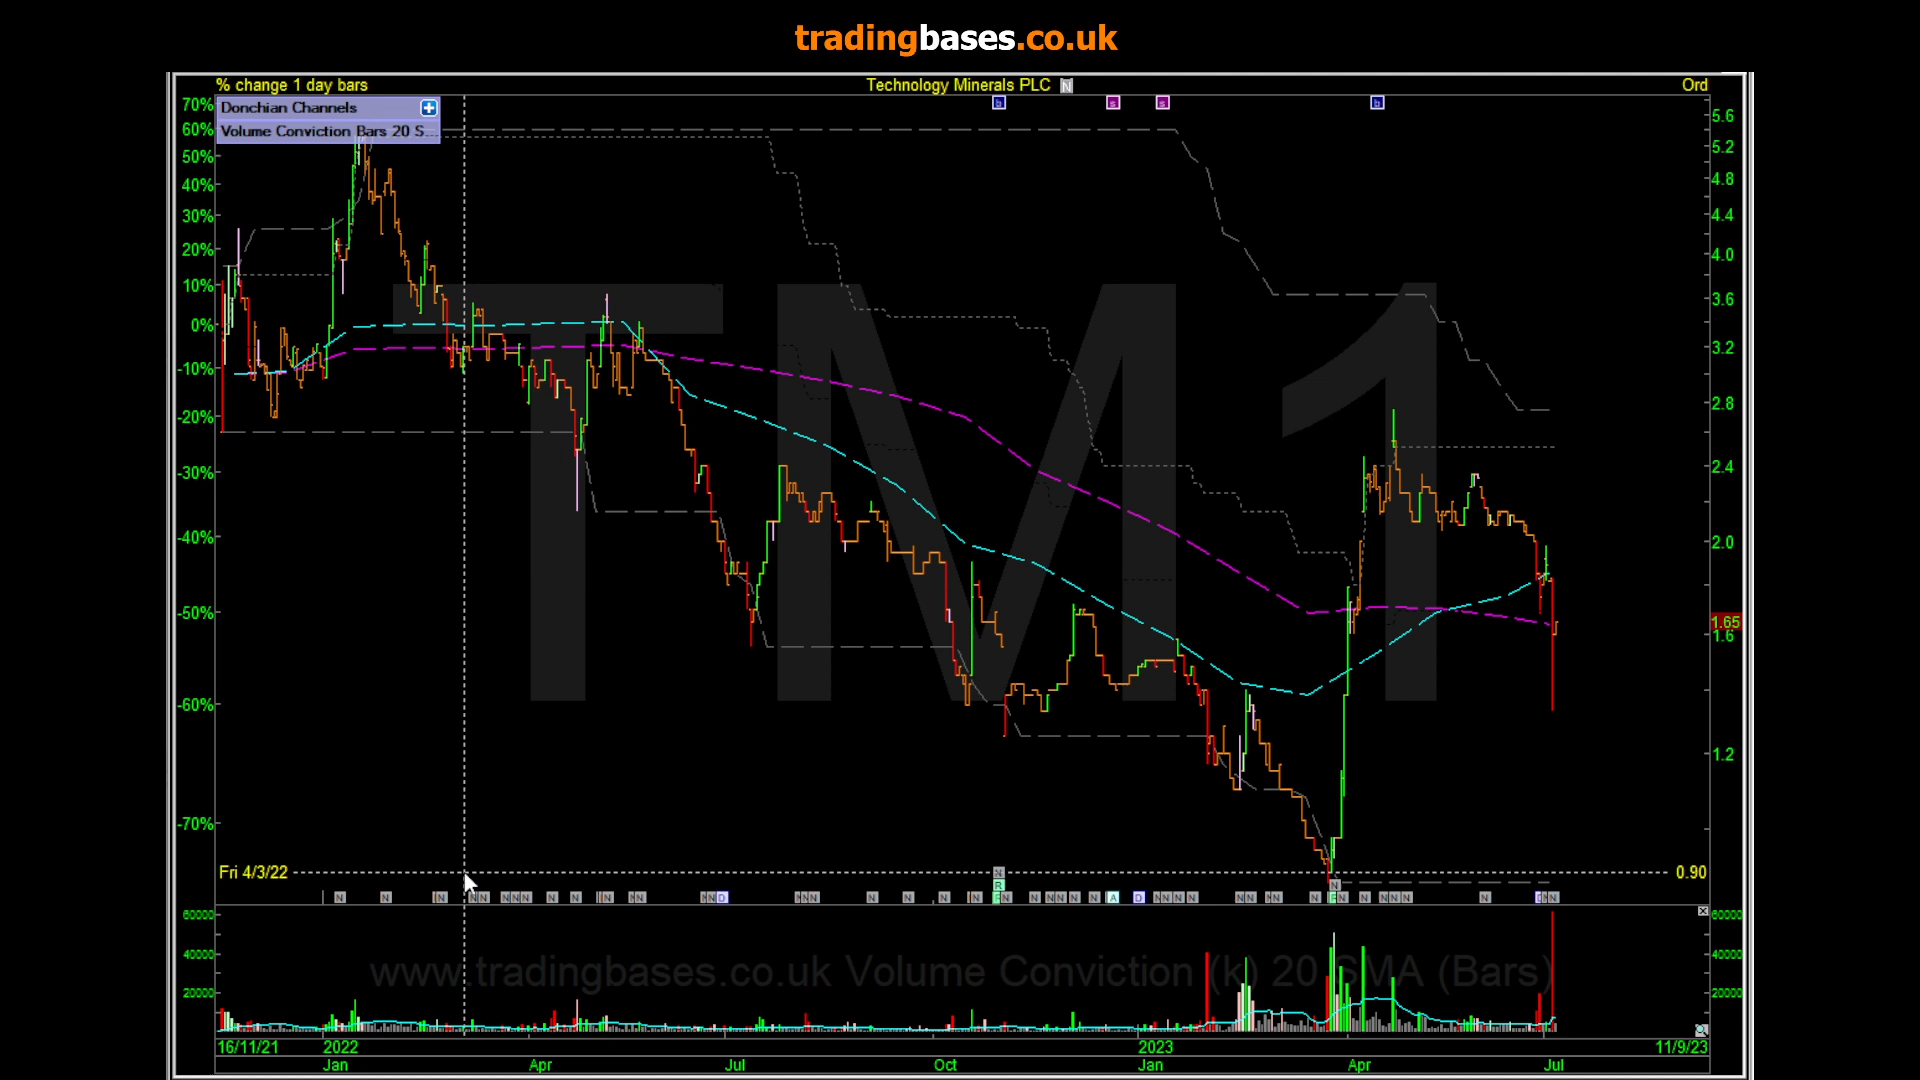 tradingbases.co.uk
% change 1 day bars
Technology Minerals PLC N
Ord
Donchian Channels
Volume Conviction Bars 20 S...
70%
60%
50%
40%
30%
20%
10%
0%
-10%
-20%
-30%
-40%
-50%
-60%
-70%
5.6
5.2
4.8
4.4
4.0
3.6
3.2
2.8
2.4
2.0
1.65
1.6
1.2
TM1
Fri 4/3/22
0.90
60000
40000
20000
60000
40000
20000
www.tradingbases.co.uk Volume Conviction (k) 20 SMA (Bars)
16/11/21
2022
2023
11/9/23
Jan
Apr
Jul
Oct
Jan
Apr
Jul